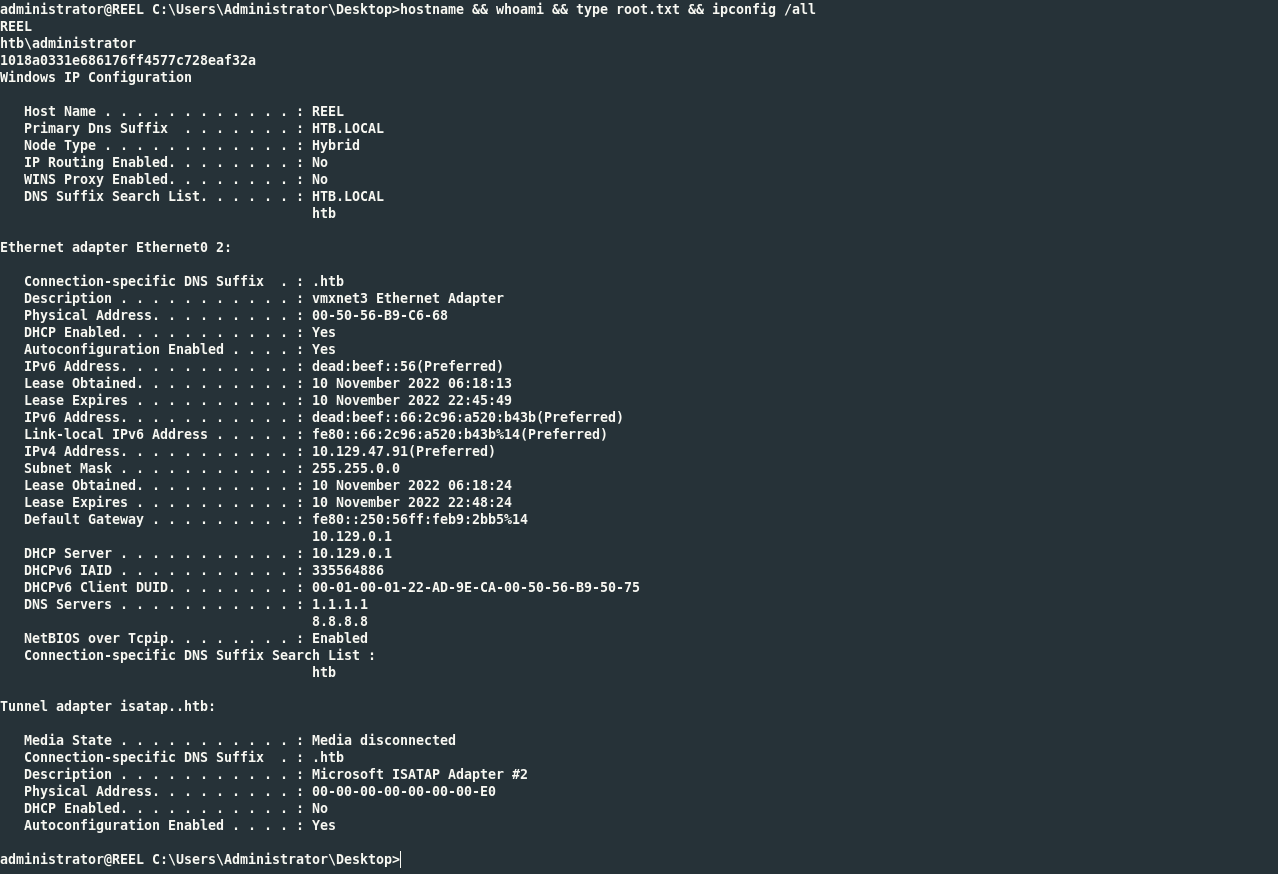 administrator@REEL C:\Users\Administrator\Desktop>hostname && whoami && type root.txt && ipconfig /all
REEL
htb\administrator
1018a0331e686176ff4577c728eaf32a
Windows IP Configuration

   Host Name . . . . . . . . . . . . : REEL
   Primary Dns Suffix  . . . . . . . : HTB.LOCAL
   Node Type . . . . . . . . . . . . : Hybrid
   IP Routing Enabled. . . . . . . . : No
   WINS Proxy Enabled. . . . . . . . : No
   DNS Suffix Search List. . . . . . : HTB.LOCAL
                                       htb

Ethernet adapter Ethernet0 2:

   Connection-specific DNS Suffix  . : .htb
   Description . . . . . . . . . . . : vmxnet3 Ethernet Adapter
   Physical Address. . . . . . . . . : 00-50-56-B9-C6-68
   DHCP Enabled. . . . . . . . . . . : Yes
   Autoconfiguration Enabled . . . . : Yes
   IPv6 Address. . . . . . . . . . . : dead:beef::56(Preferred)
   Lease Obtained. . . . . . . . . . : 10 November 2022 06:18:13
   Lease Expires . . . . . . . . . . : 10 November 2022 22:45:49
   IPv6 Address. . . . . . . . . . . : dead:beef::66:2c96:a520:b43b(Preferred)
   Link-local IPv6 Address . . . . . : fe80::66:2c96:a520:b43b%14(Preferred)
   IPv4 Address. . . . . . . . . . . : 10.129.47.91(Preferred)
   Subnet Mask . . . . . . . . . . . : 255.255.0.0
   Lease Obtained. . . . . . . . . . : 10 November 2022 06:18:24
   Lease Expires . . . . . . . . . . : 10 November 2022 22:48:24
   Default Gateway . . . . . . . . . : fe80::250:56ff:feb9:2bb5%14
                                       10.129.0.1
   DHCP Server . . . . . . . . . . . : 10.129.0.1
   DHCPv6 IAID . . . . . . . . . . . : 335564886
   DHCPv6 Client DUID. . . . . . . . : 00-01-00-01-22-AD-9E-CA-00-50-56-B9-50-75
   DNS Servers . . . . . . . . . . . : 1.1.1.1
                                       8.8.8.8
   NetBIOS over Tcpip. . . . . . . . : Enabled
   Connection-specific DNS Suffix Search List :
                                       htb

Tunnel adapter isatap..htb:

   Media State . . . . . . . . . . . : Media disconnected
   Connection-specific DNS Suffix  . : .htb
   Description . . . . . . . . . . . : Microsoft ISATAP Adapter #2
   Physical Address. . . . . . . . . : 00-00-00-00-00-00-00-E0
   DHCP Enabled. . . . . . . . . . . : No
   Autoconfiguration Enabled . . . . : Yes

administrator@REEL C:\Users\Administrator\Desktop>